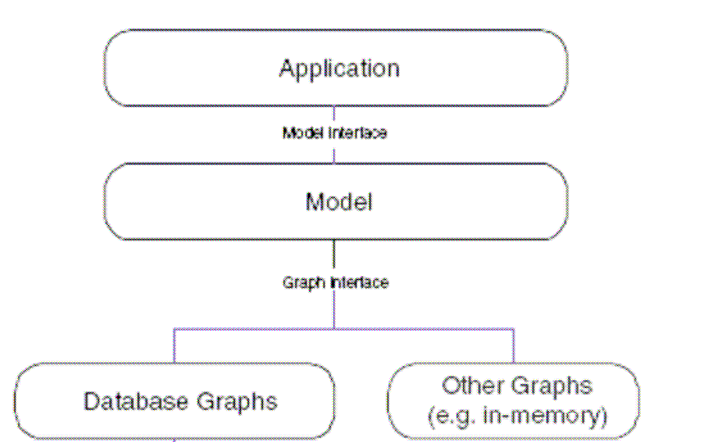 Application
Model Interface
Model
Graph Interface
Database Graphs
Other Graphs
(e.g. in-memory)